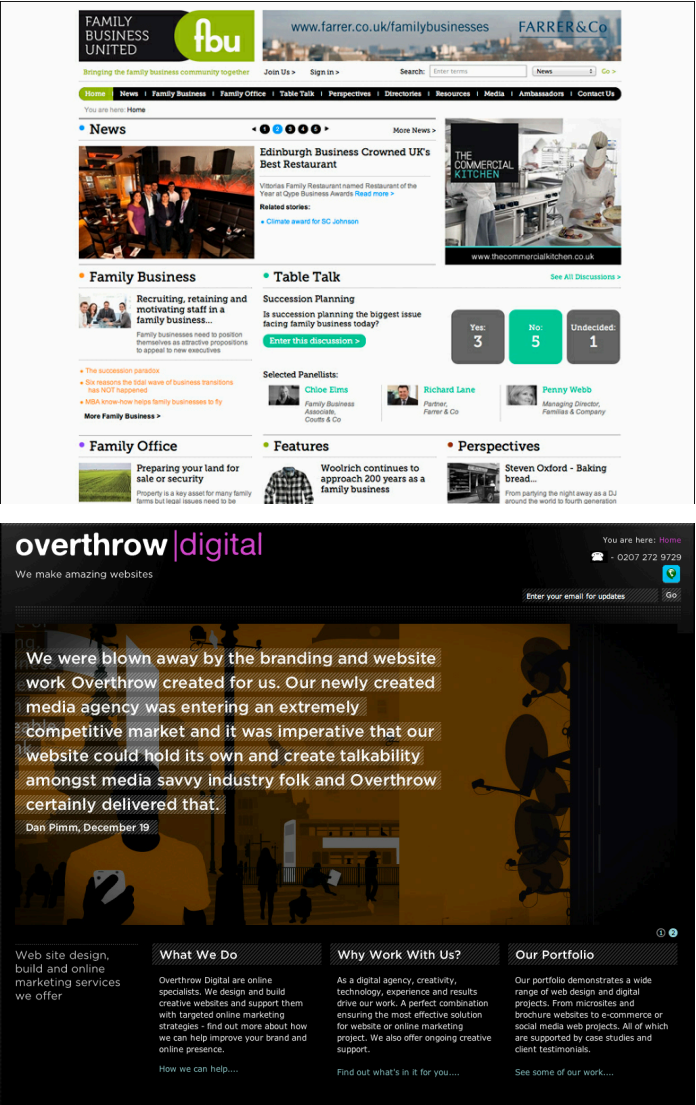 FAMILY
BUSINESS
UNITED
fbu
www.farrer.co.uk/familybusinesses
FARRER&Co
Bringing the family business community together
Join Us >
Sign in >
Search:
Enter terms
News
Go >
Home
News
Family Business
Family Office
Table Talk
Perspectives
Directories
Resources
Media
Ambassadors
Contact Us
You are here: Home
News
1 2 3 4 5
More News >
Edinburgh Business Crowned UK's
Best Restaurant
Vittorias Family Restaurant named Restaurant of the
Year at Qype Business Awards Read more >
Related stories:
Climate award for SC Johnson
THE
COMMERCIAL
KITCHEN
www.thecommercialkitchen.co.uk
Family Business
Recruiting, retaining and
motivating staff in a
family business...
Family businesses need to position
themselves as attractive propositions
to appeal to new executives
The succession paradox
Six reasons the tidal wave of business transitions
has NOT happened
MBA know-how helps family businesses to fly
More Family Business >
Table Talk
See All Discussions >
Succession Planning
Is succession planning the biggest issue
facing family business today?
Enter this discussion >
Yes:
3
No:
5
Undecided:
1
Selected Panellists:
Chloe Elms
Family Business
Associate,
Coutts & Co
Richard Lane
Partner,
Farrer & Co
Penny Webb
Managing Director,
Familias & Company
Family Office
Preparing your land for
sale or security
Property is a key asset for many family
farms but legal issues need to be
Features
Woolrich continues to
approach 200 years as a
family business
Perspectives
Steven Oxford - Baking
bread...
From partying the night away as a DJ
around the world to fourth generation
overthrow|digital
We make amazing websites
You are here: Home
- 0207 272 9729
Enter your email for updates
Go
We were blown away by the branding and website
work Overthrow created for us. Our newly created
media agency was entering an extremely
competitive market and it was imperative that our
website could hold its own and create talkability
amongst media savvy industry folk and Overthrow
certainly delivered that.
Dan Pimm, December 19
1 2
Web site design,
build and online
marketing services
we offer
What We Do
Overthrow Digital are online
specialists. We design and build
creative websites and support them
with targeted online marketing
strategies - find out more about how
we can help improve your brand and
online presence.
How we can help....
Why Work With Us?
As a digital agency, creativity,
technology, experience and results
drive our work. A perfect combination
ensuring the most effective solution
for website or online marketing
project. We also offer ongoing creative
support.
Find out what's in it for you....
Our Portfolio
Our portfolio demonstrates a wide
range of web design and digital
projects. From microsites and
brochure websites to e-commerce or
social media web projects. All of which
are supported by case studies and
client testimonials.
See some of our work....